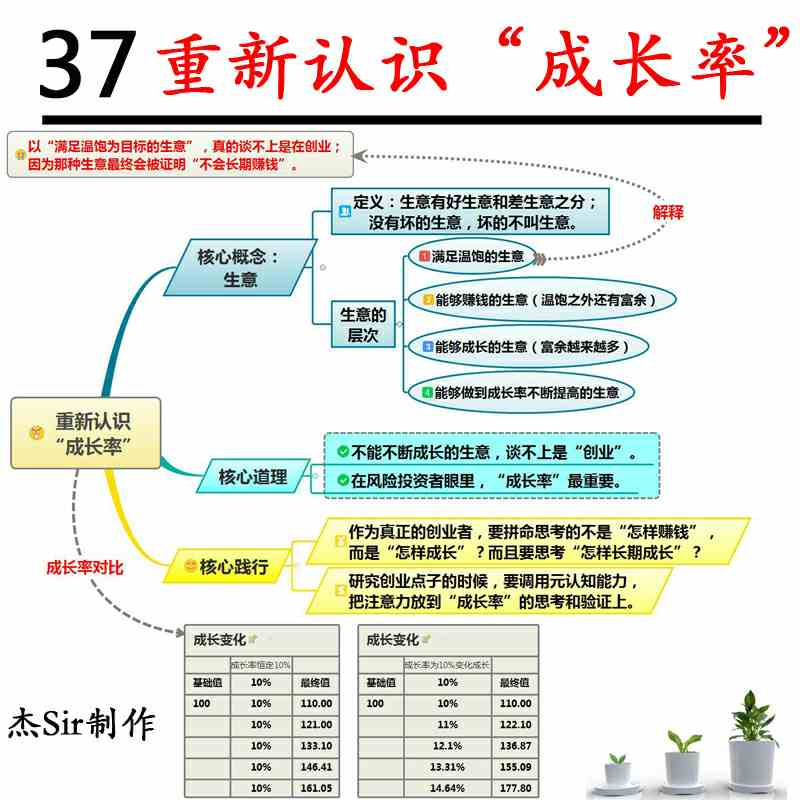 37 重新认识“成长率”
以“满足温饱为目标的生意”，真的谈不上是在创业；
因为那种生意最终会被证明“不会长期赚钱”。
解释
定义：生意有好生意和差生意之分；
没有坏的生意，坏的不叫生意。
核心概念：
生意
1 满足温饱的生意
2 能够赚钱的生意（温饱之外还有富余）
生意的
层次
3 能够成长的生意（富余越来越多）
4 能够做到成长率不断提高的生意
重新认识
“成长率”
核心道理
不能不断成长的生意，谈不上是“创业”。
在风险投资者眼里，“成长率”最重要。
核心践行
作为真正的创业者，要拼命思考的不是“怎样赚钱”，
而是“怎样成长”？而且要思考“怎样长期成长”？
研究创业点子的时候，要调用元认知能力，
把注意力放到“成长率”的思考和验证上。
成长率对比
成长变化
成长率恒定10%
基础值 10% 最终值
100 10% 110.00
10% 121.00
10% 133.10
10% 146.41
10% 161.05
成长变化
成长率为10%变化成长
基础值 10% 最终值
100 10% 110.00
11% 122.10
12.1% 136.87
13.31% 155.09
14.64% 177.80
杰Sir制作